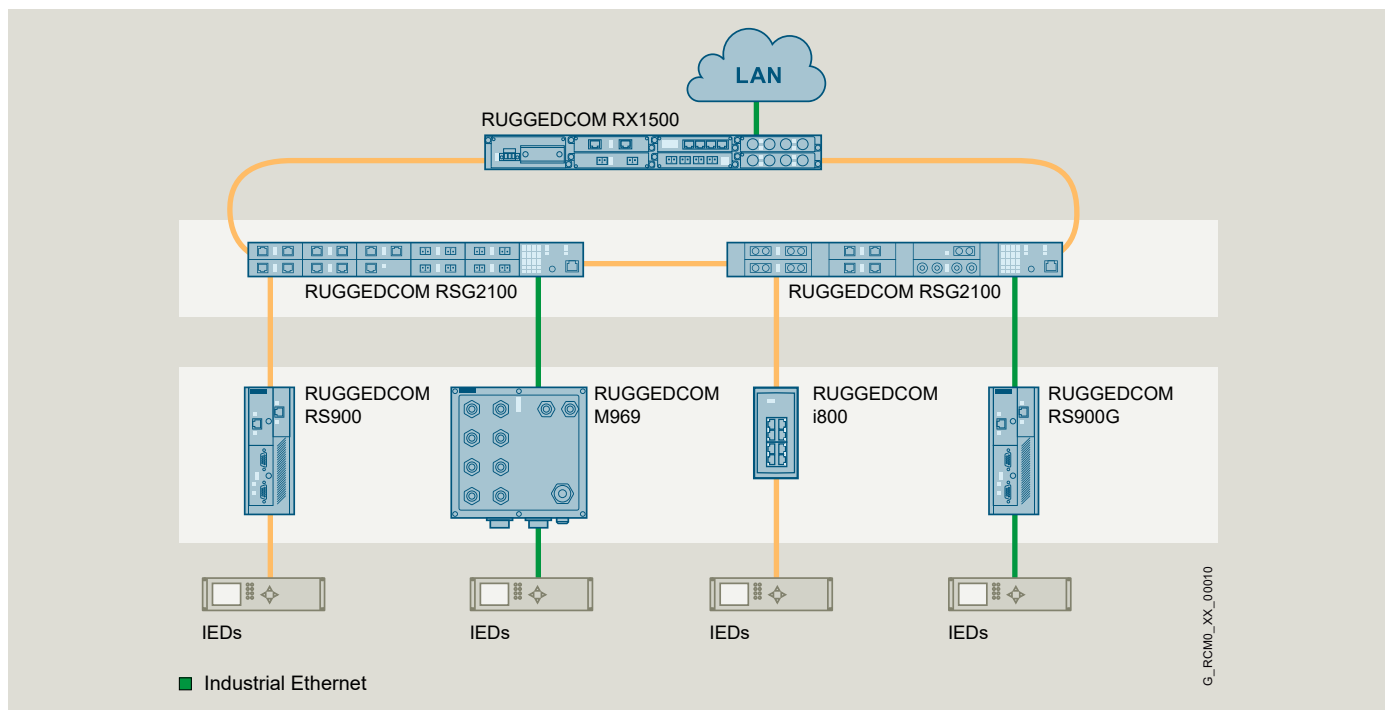 LAN
RUGGEDCOM RX1500
RUGGEDCOM RSG2100
RUGGEDCOM RSG2100
RUGGEDCOM
RS900
RUGGEDCOM
M969
RUGGEDCOM
i800
RUGGEDCOM
RS900G
IEDs
IEDs
IEDs
IEDs
G_RCM0_XX_00010
Industrial Ethernet